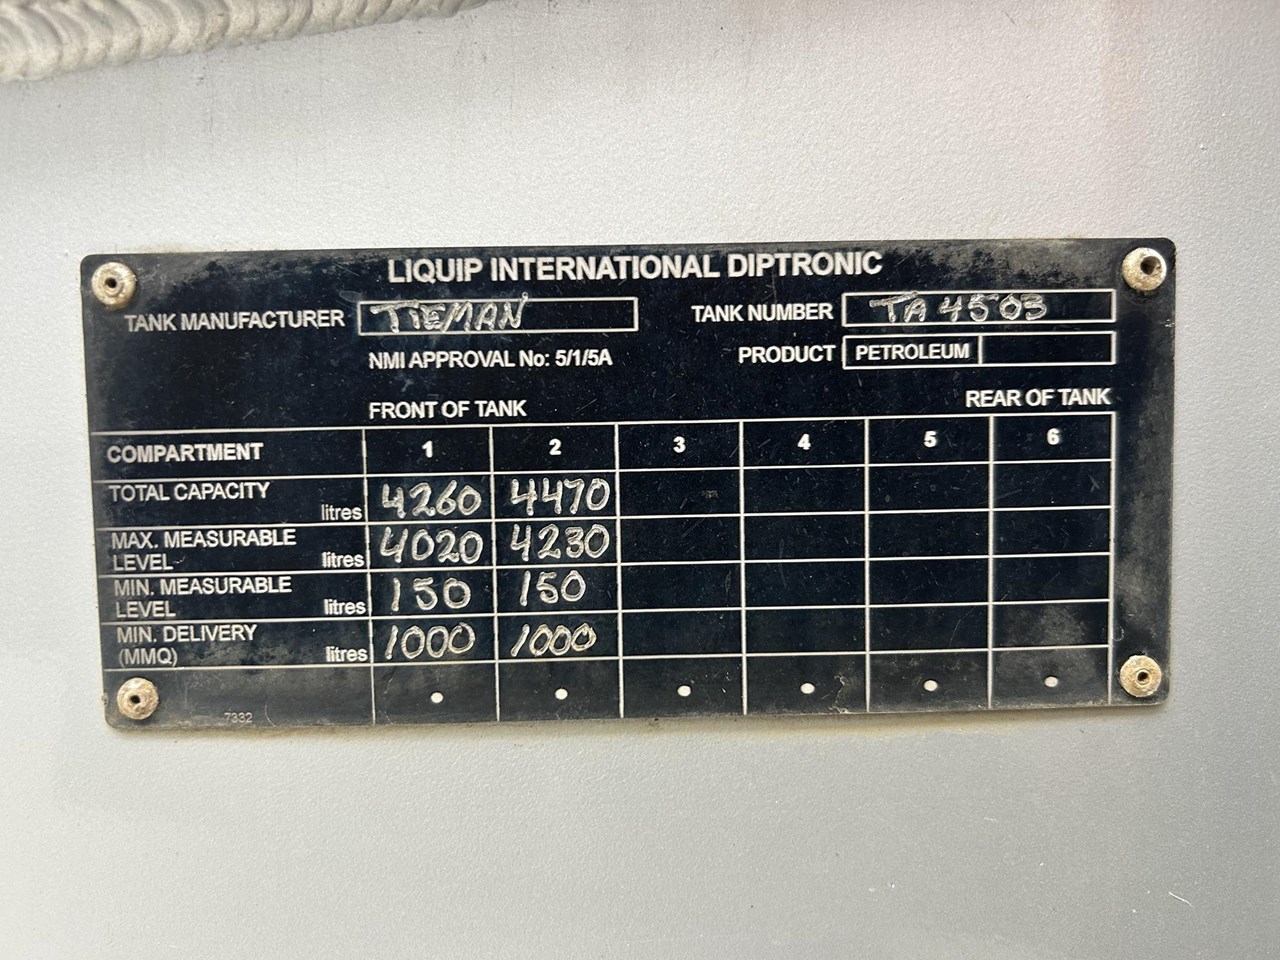 LIQUIP INTERNATIONAL DIPTRONIC
TANK MANUFACTURER TIEMAN TANK NUMBER TA 4503
NMI APPROVAL No: 5/1/5A PRODUCT PETROLEUM
FRONT OF TANK REAR OF TANK
COMPARTMENT 1 2 3 4 5 6
TOTAL CAPACITY litres 4260 4470
MAX. MEASURABLE
LEVEL litres 4020 4230
MIN. MEASURABLE
LEVEL litres 150 150
MIN. DELIVERY
(MMQ) litres 1000 1000
7332